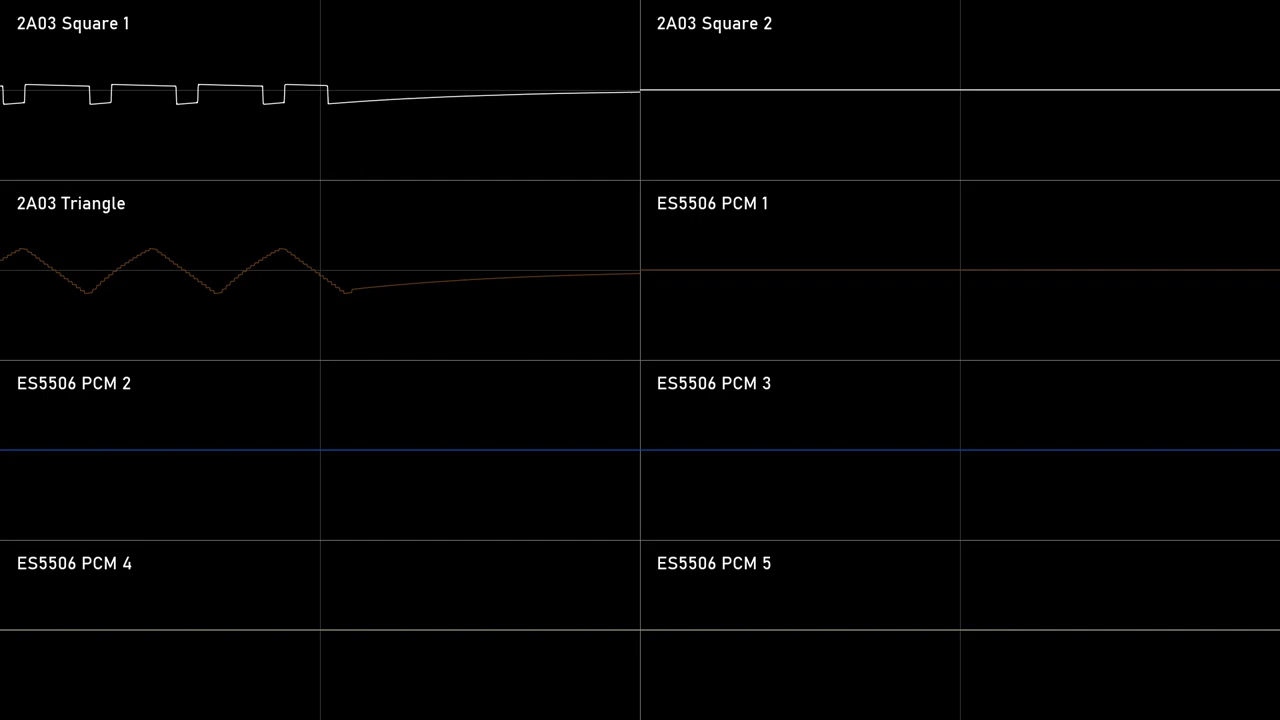 2A03 Square 1
2A03 Square 2
2A03 Triangle
ES5506 PCM 1
ES5506 PCM 2
ES5506 PCM 3
ES5506 PCM 4
ES5506 PCM 5